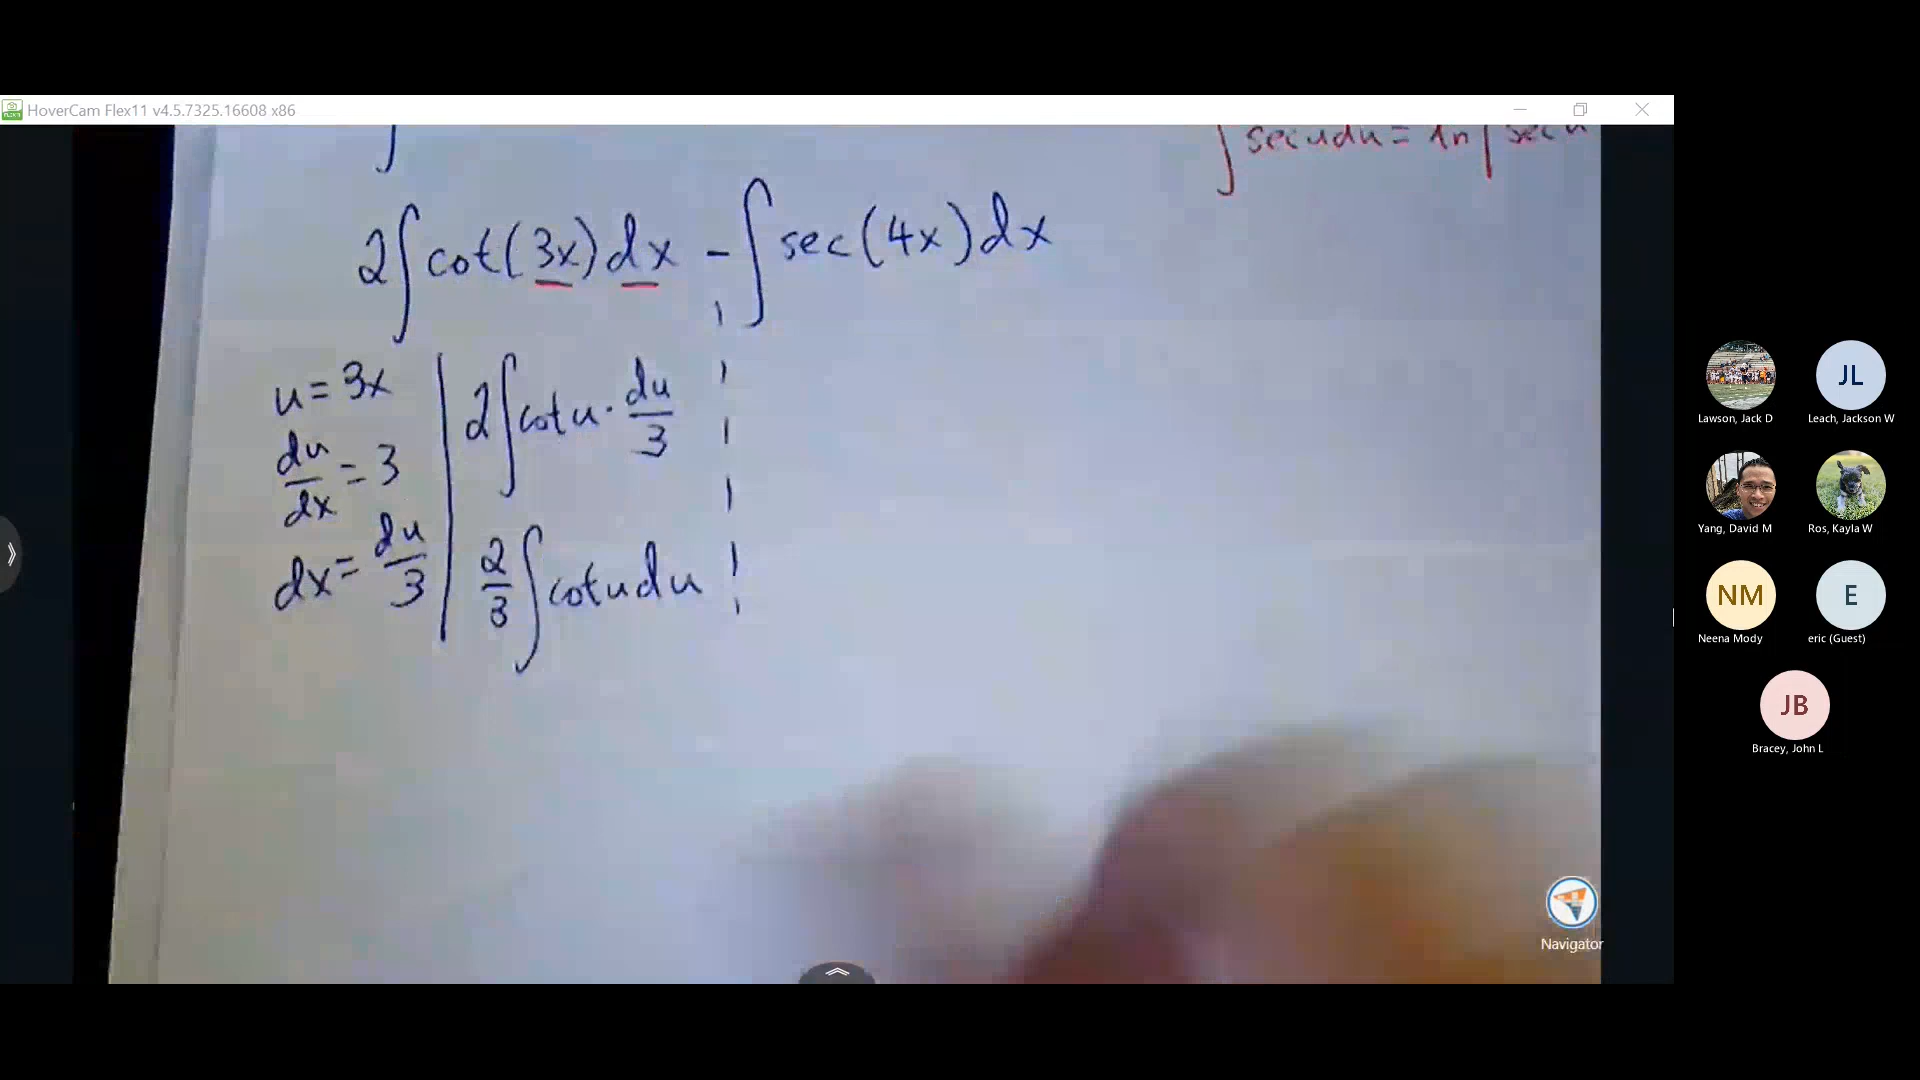 HoverCam Flex11 v4.5.7325.16608 x86
∫ sec u du = ln | sec u
2∫cot(3x)dx - ∫sec(4x)dx
u = 3x
du/dx = 3
dx = du/3
2∫cot u · du/3
2/3 ∫cot u du
Lawson, Jack D
JL
Leach, Jackson W
Yang, David M
Ros, Kayla W
NM
Neena Mody
E
eric (Guest)
JB
Bracey, John L
Navigator